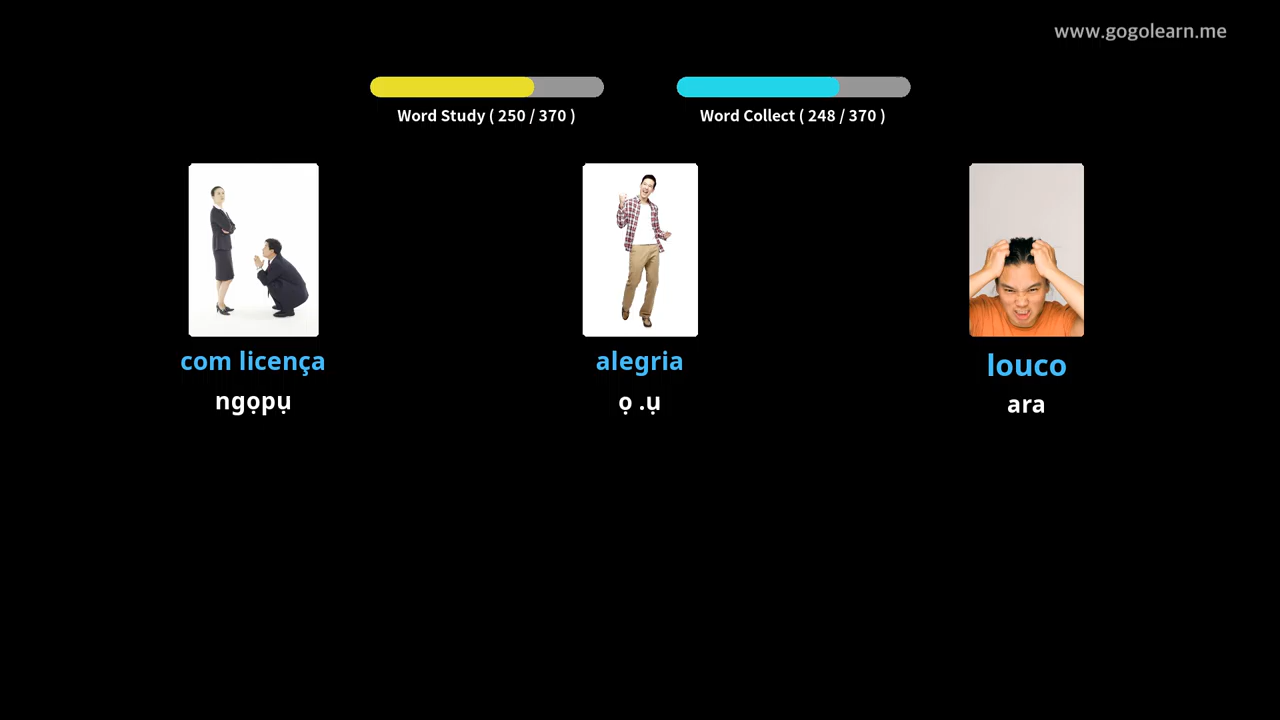 www.gogolearn.me
Word Study ( 250 / 370 )
Word Collect ( 248 / 370 )
com licença
alegria
louco
ngọpụ
ọ .ụ
ara